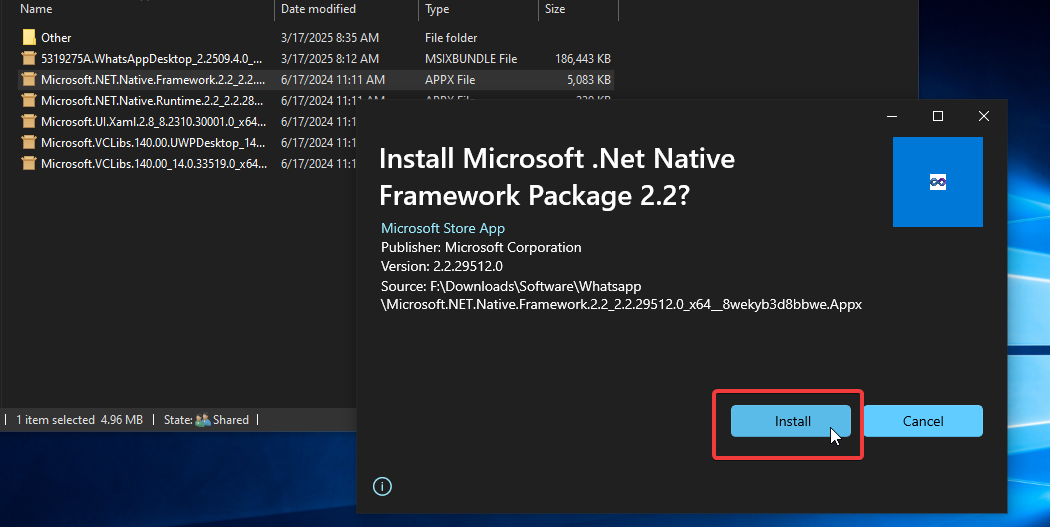 Name Date modified Type Size
Other 3/17/2025 8:35 AM File folder
5319275A.WhatsAppDesktop_2.2509.4.0_... 3/17/2025 8:12 AM MSIXBUNDLE File 186,443 KB
Microsoft.NET.Native.Framework.2.2_2.2.... 6/17/2024 11:11 AM APPX File 5,083 KB
Microsoft.NET.Native.Runtime.2.2_2.2.28... 6/17/2024 11:11 AM APPX File KB
Microsoft.UI.Xaml.2.8_8.2310.30001.0_x64... 6/17/2024 11:1
Microsoft.VCLibs.140.00.UWPDesktop_14... 6/17/2024 11:1
Microsoft.VCLibs.140.00_14.0.33519.0_x64... 6/17/2024 11:1
Install Microsoft .Net Native
Framework Package 2.2?
Microsoft Store App
Publisher: Microsoft Corporation
Version: 2.2.29512.0
Source: F:\Downloads\Software\Whatsapp
\Microsoft.NET.Native.Framework.2.2_2.2.29512.0_x64__8wekyb3d8bbwe.Appx
Install Cancel
1 item selected 4.96 MB State: Shared